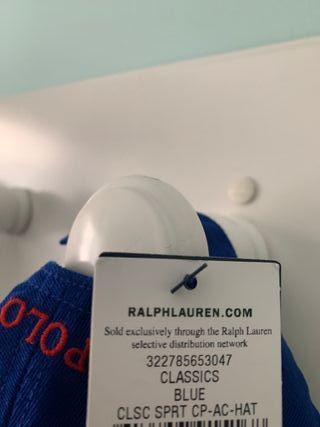 RALPHLAUREN.COM
Sold exclusively through the Ralph Lauren
selective distribution network
322785653047
CLASSICS
BLUE
CLSC SPRT CP-AC-HAT
POLO